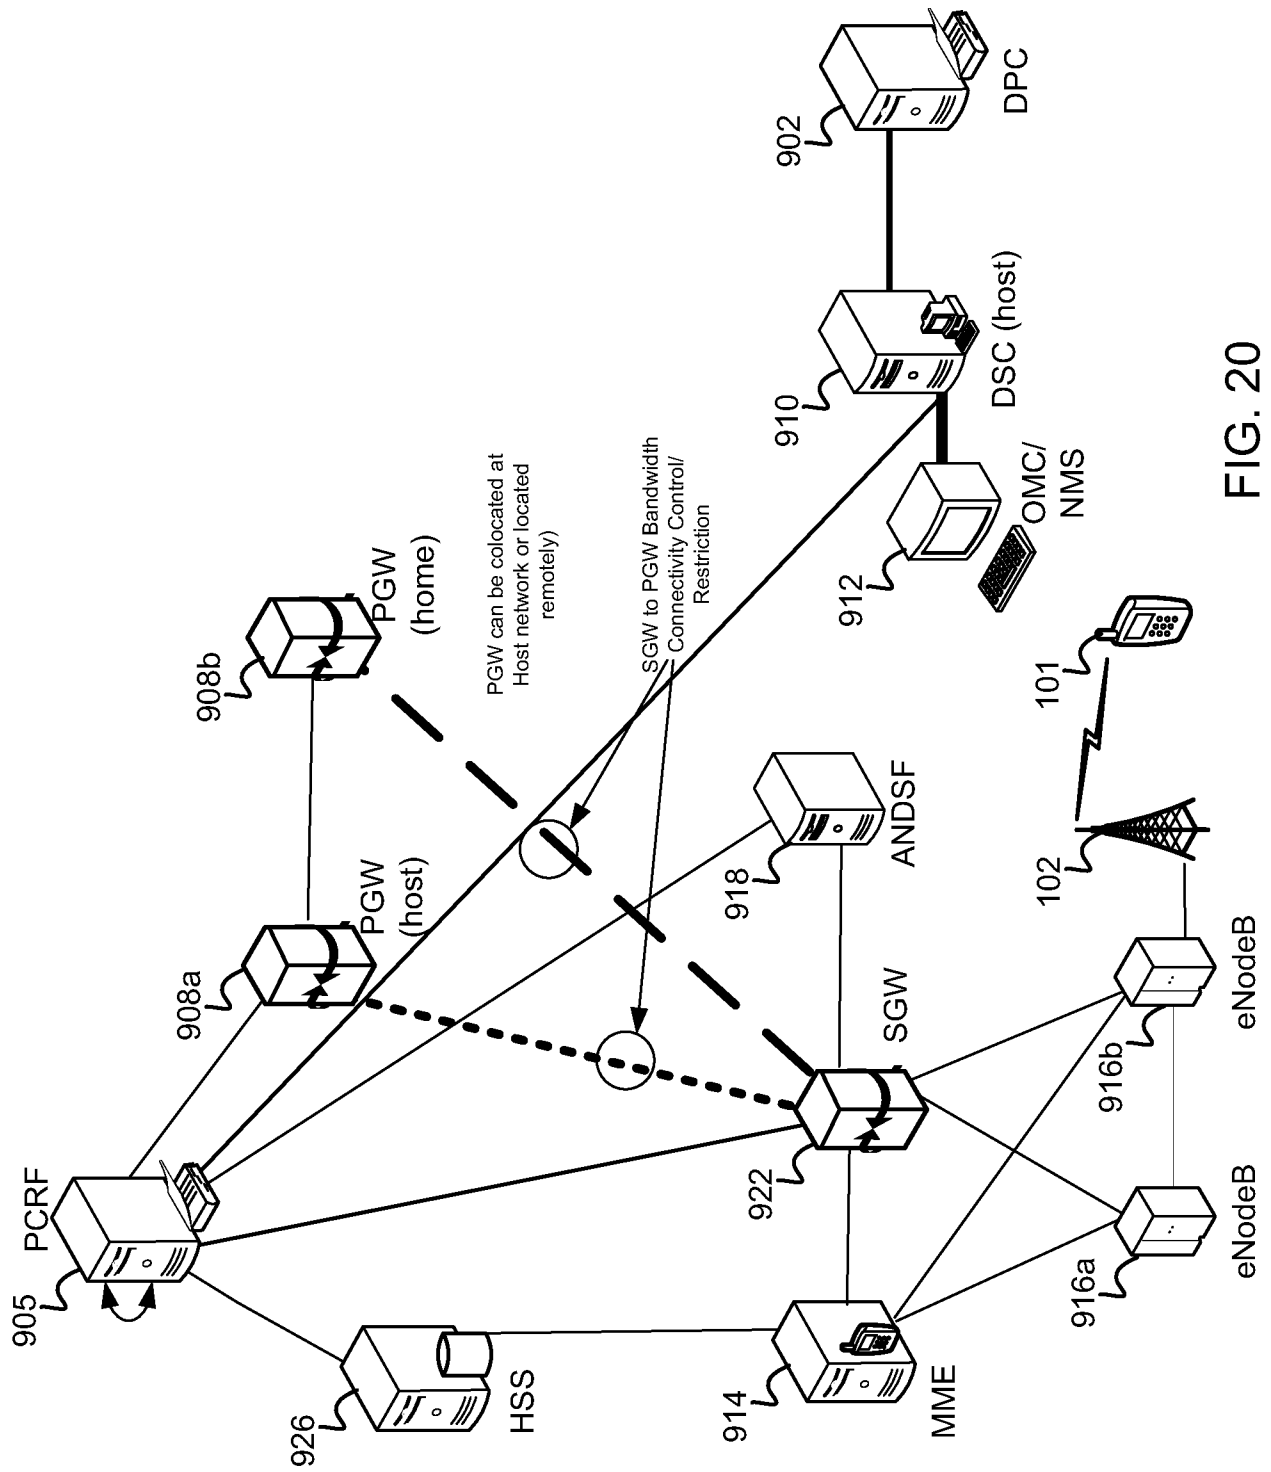 905
PCRF
926
HSS
908a
PGW
(host)
908b
PGW
(home)
PGW can be colocated at
Host network or located
remotely)
SGW to PGW Bandwidth
Connectivity Control/
Restriction
914
MME
922
SGW
918
ANDSF
910
DSC (host)
902
DPC
912
OMC/
NMS
916a
eNodeB
916b
eNodeB
102
101
FIG. 20